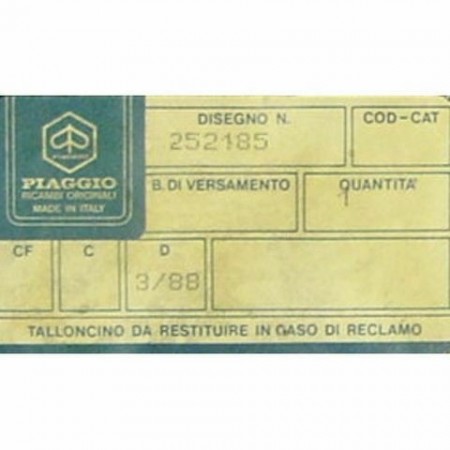 DISEGNO N. COD-CAT
252185
PIAGGIO
PIAGGIO
RICAMBI ORIGINALI
MADE IN ITALY
B. DI VERSAMENTO QUANTITA'
1
CF C D
3/88
TALLONCINO DA RESTITUIRE IN CASO DI RECLAMO